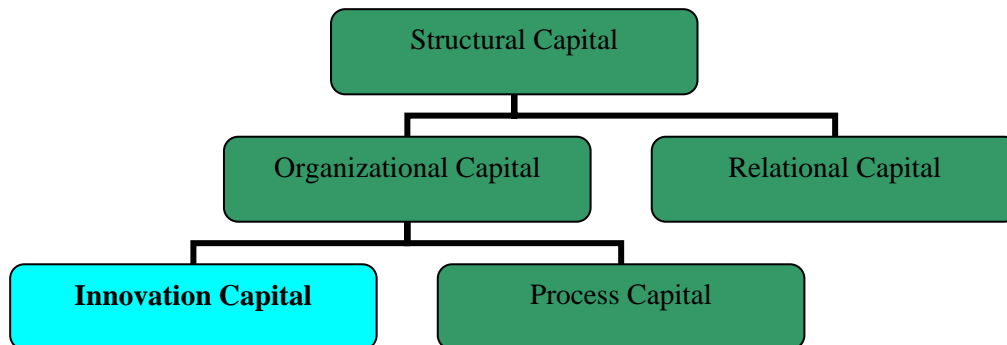 Structural Capital
Organizational Capital
Relational Capital
Innovation Capital
Process Capital